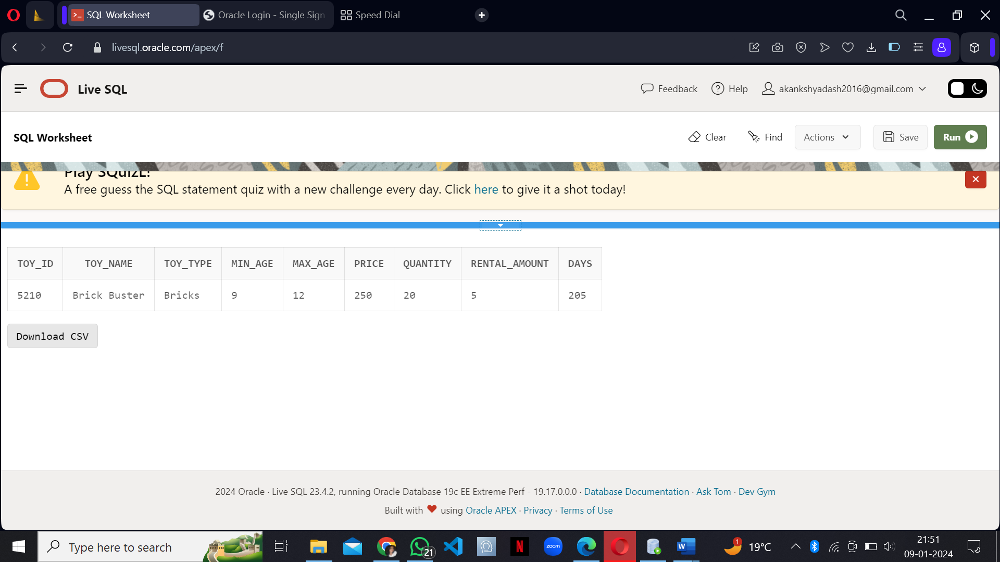 SQL Worksheet
Oracle Login - Single Sign
Speed Dial
livesql.oracle.com/apex/f
Live SQL
Feedback
Help
akankshyadash2016@gmail.com
SQL Worksheet
Clear
Find
Actions
Save
Run
Play SQuizL!
A free guess the SQL statement quiz with a new challenge every day. Click here to give it a shot today!
TOY_ID TOY_NAME TOY_TYPE MIN_AGE MAX_AGE PRICE QUANTITY RENTAL_AMOUNT DAYS
5210 Brick Buster Bricks 9 12 250 20 5 205
Download CSV
2024 Oracle · Live SQL 23.4.2, running Oracle Database 19c EE Extreme Perf - 19.17.0.0.0 · Database Documentation · Ask Tom · Dev Gym
Built with ❤ using Oracle APEX · Privacy · Terms of Use
Type here to search
21
N
zoom
W
1
19°C
21:51
09-01-2024